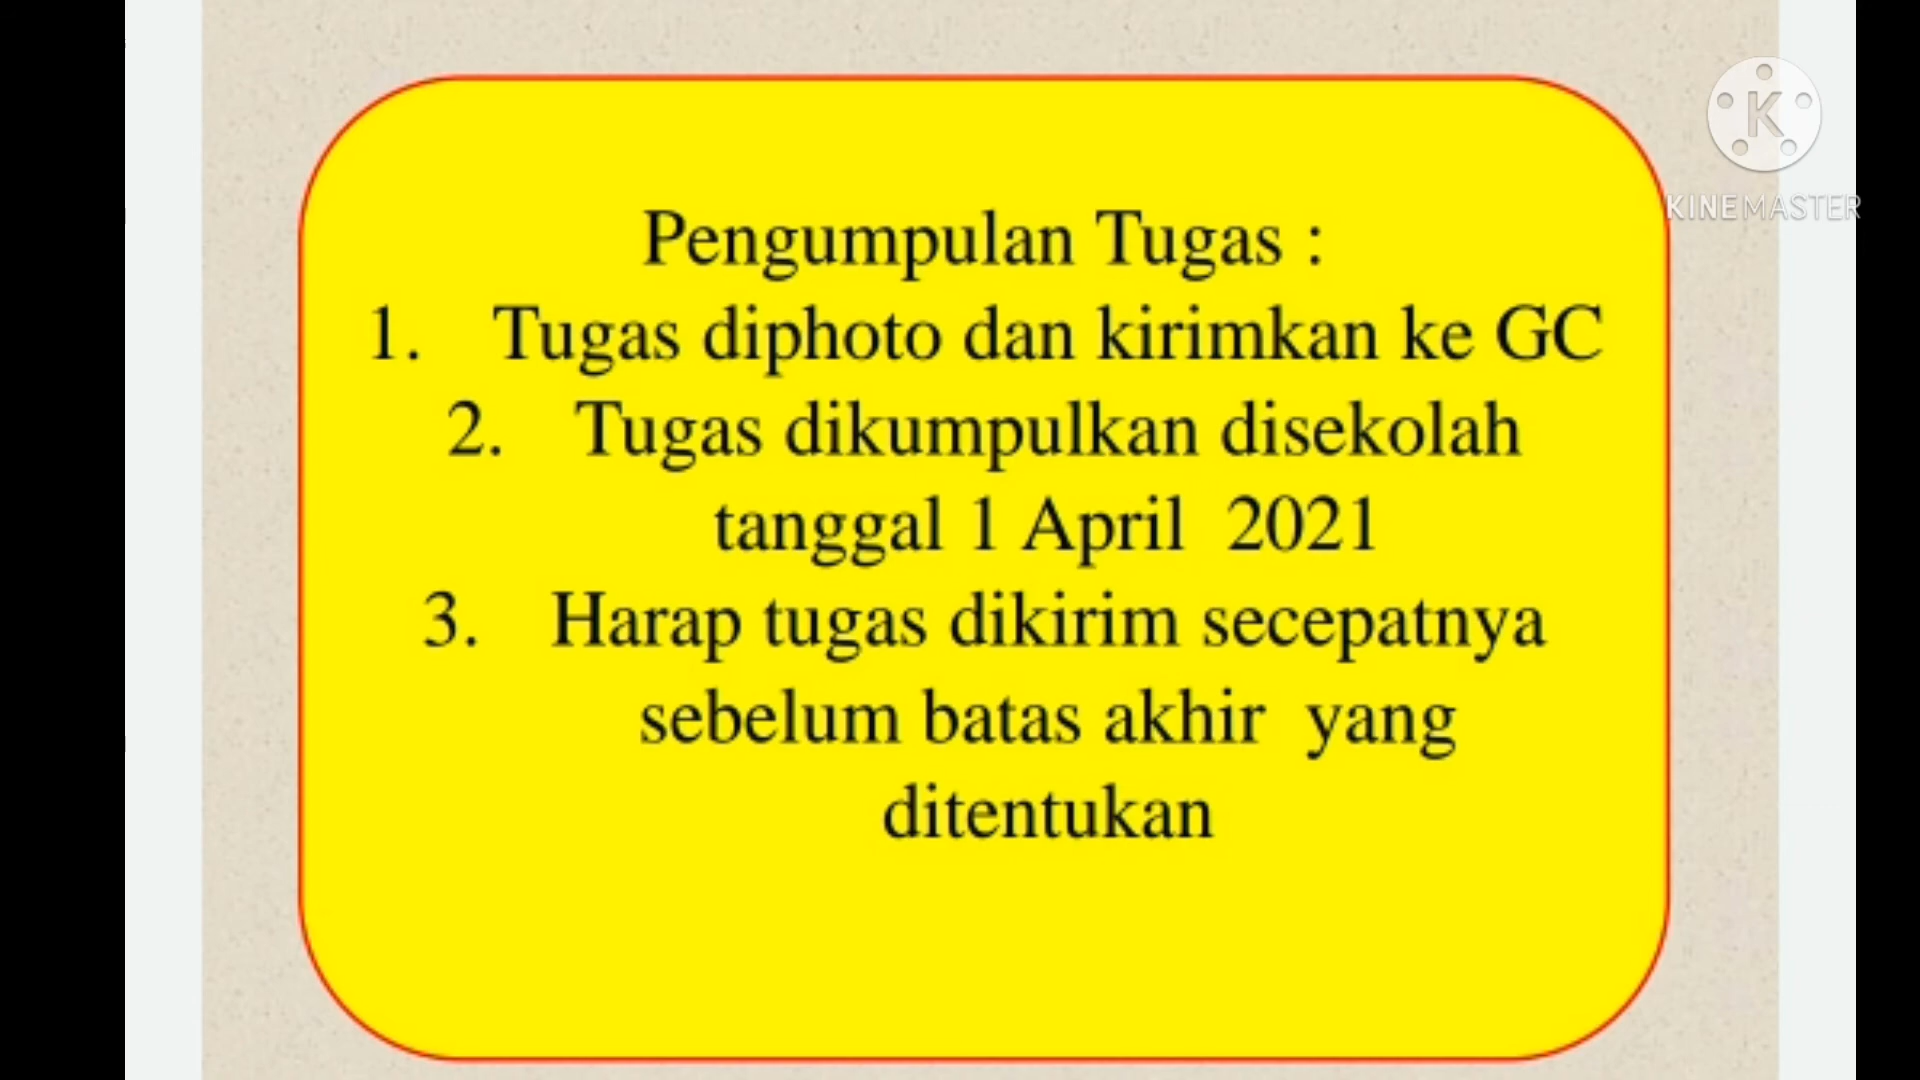 Pengumpulan Tugas :
1. Tugas diphoto dan kirimkan ke GC
2. Tugas dikumpulkan disekolah
tanggal 1 April 2021
3. Harap tugas dikirim secepatnya
sebelum batas akhir yang
ditentukan
K
KINEMASTER